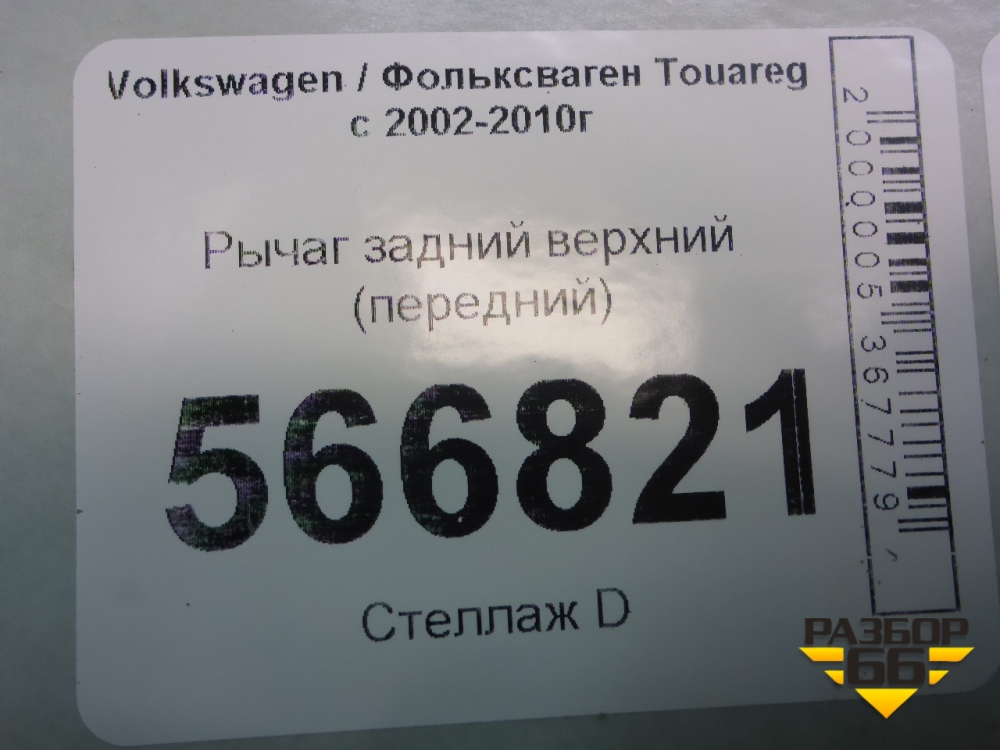 Volkswagen / Фольксваген Touareg
с 2002-2010г
Рычаг задний верхний
(передний)
566821
Стеллаж D
2000005367779
РАЗБОР
66